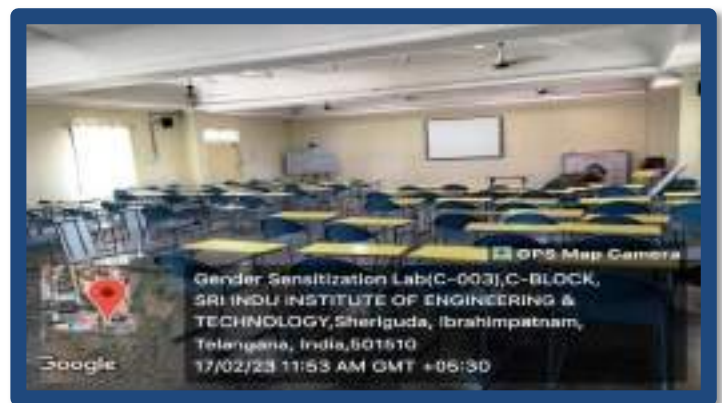 GPS Map Camera
Gender Sensitization Lab(C-003),C-BLOCK,
SRI INDU INSTITUTE OF ENGINEERING &
TECHNOLOGY,Sheriguda, Ibrahimpatnam,
Telangana, India,501510
Google
17/02/23 11:53 AM GMT +05:30